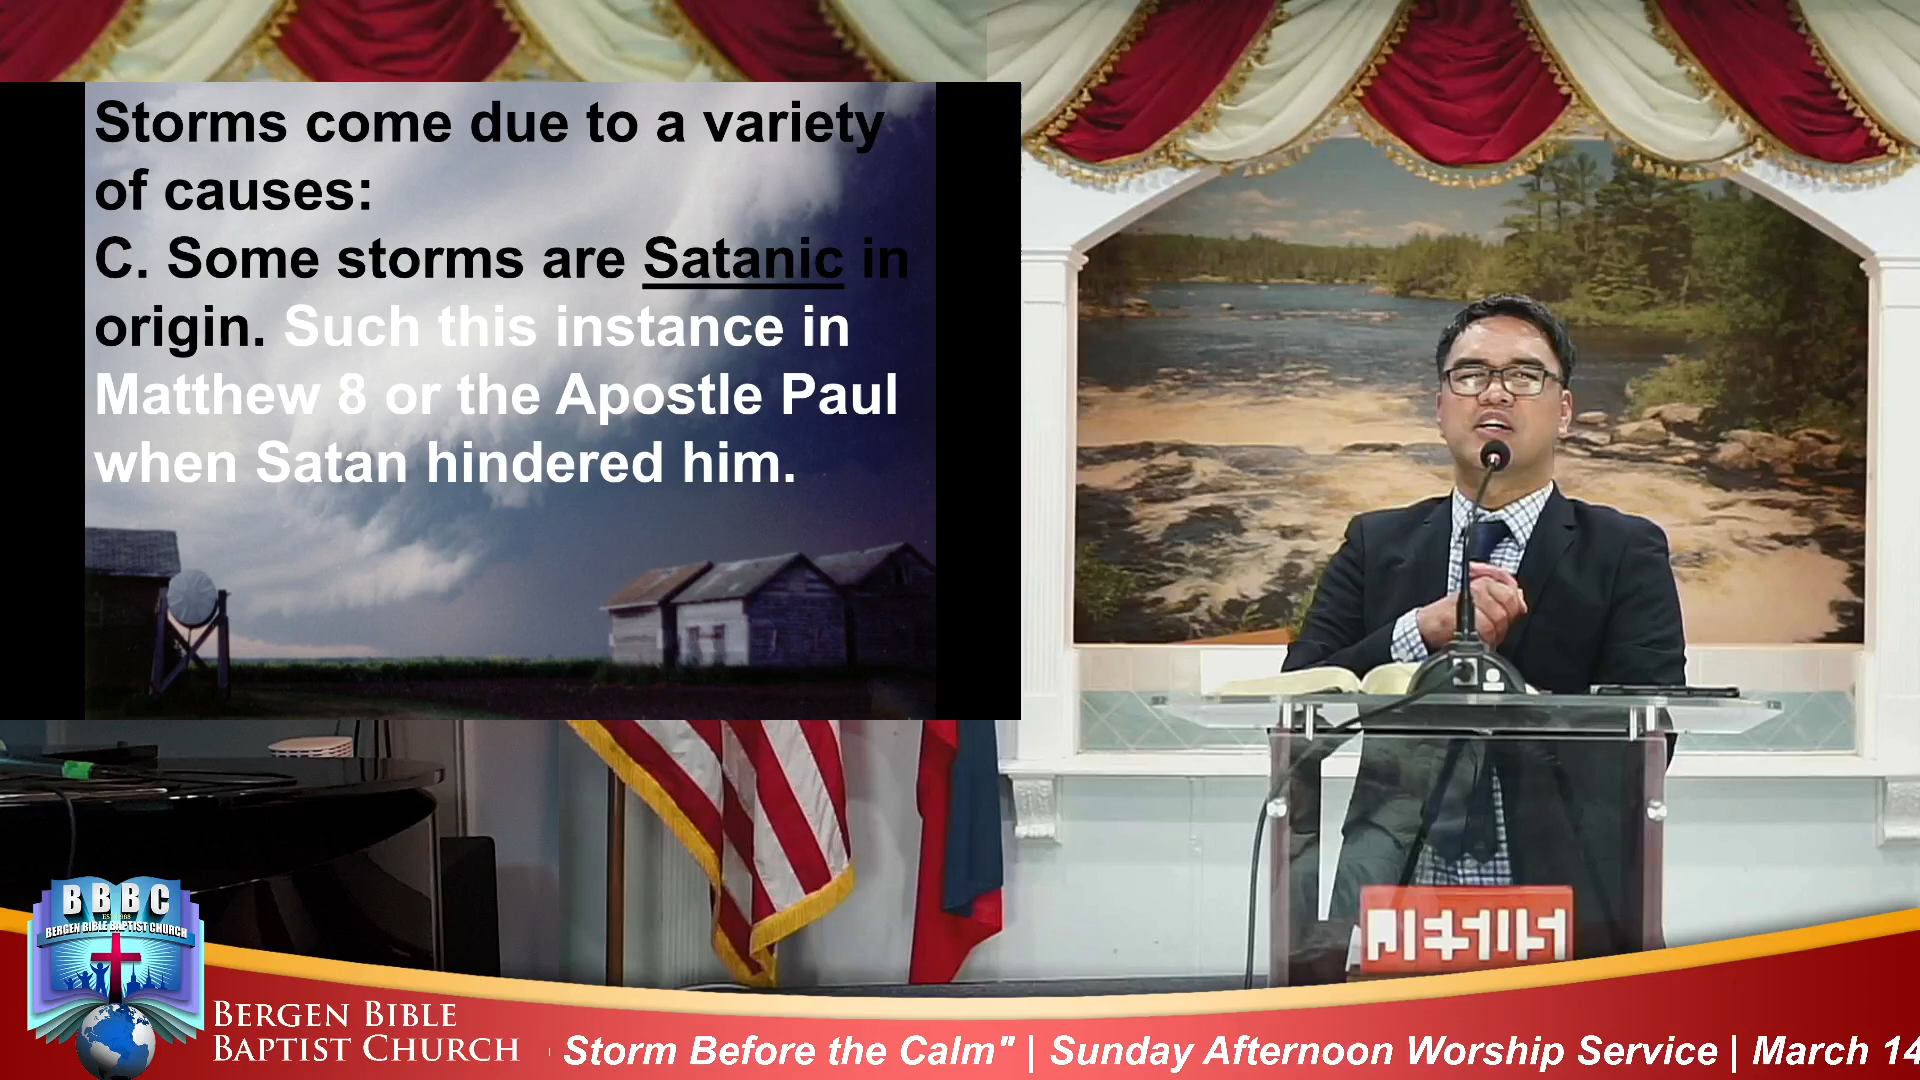 Storms come due to a variety
of causes:
C. Some storms are Satanic in
origin. Such this instance in
Matthew 8 or the Apostle Paul
when Satan hindered him.
BBBC
BERGEN BIBLE BAPTIST CHURCH
BERGEN BIBLE
BAPTIST CHURCH
Storm Before the Calm" | Sunday Afternoon Worship Service | March 14